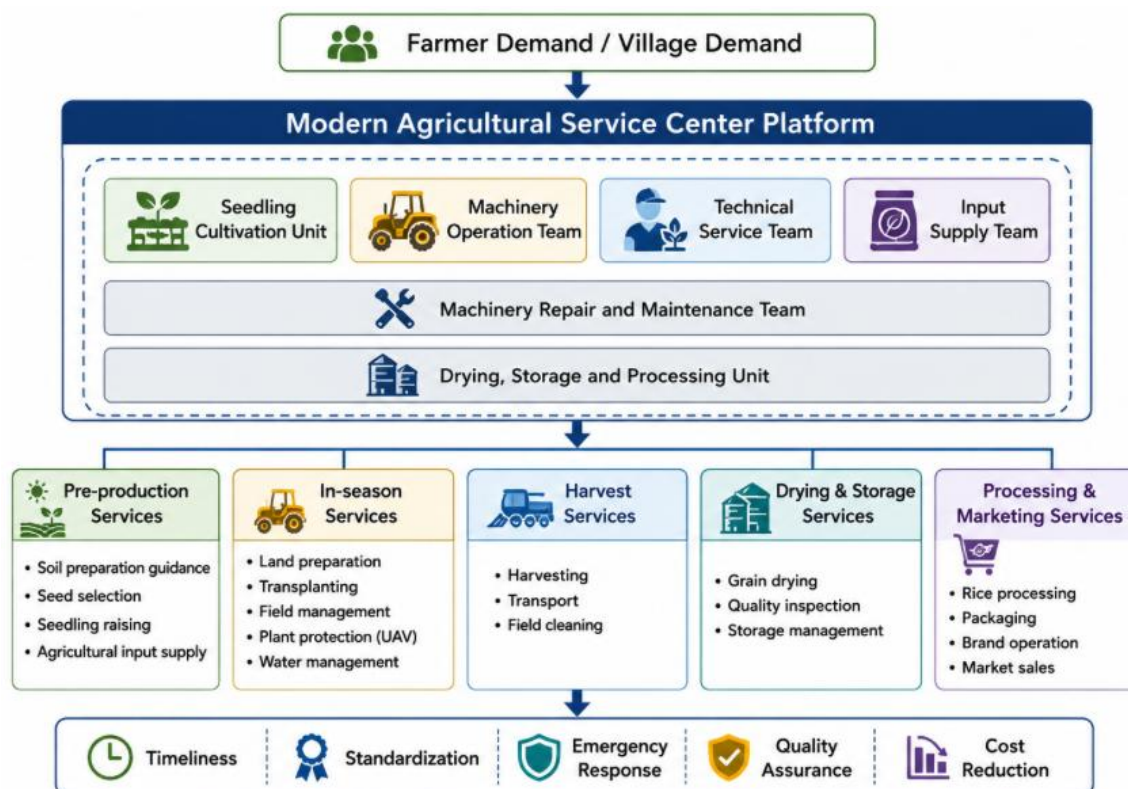 Farmer Demand / Village Demand
Modern Agricultural Service Center Platform
Seedling
Cultivation Unit
Machinery
Operation Team
Technical
Service Team
Input
Supply Team
Machinery Repair and Maintenance Team
Drying, Storage and Processing Unit
Pre-production
Services
• Soil preparation guidance
• Seed selection
• Seedling raising
• Agricultural input supply
In-season
Services
• Land preparation
• Transplanting
• Field management
• Plant protection (UAV)
• Water management
Harvest
Services
• Harvesting
• Transport
• Field cleaning
Drying & Storage
Services
• Grain drying
• Quality inspection
• Storage management
Processing &
Marketing Services
• Rice processing
• Packaging
• Brand operation
• Market sales
Timeliness
Standardization
Emergency
Response
Quality
Assurance
Cost
Reduction